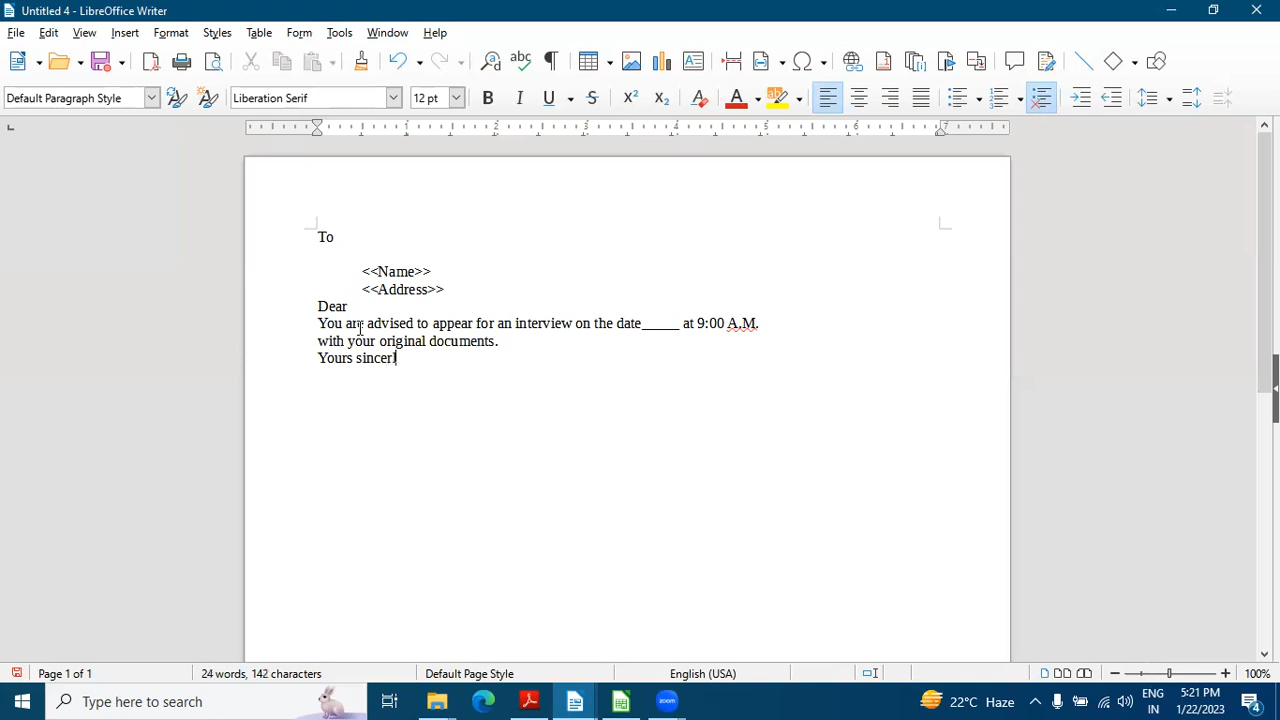 Untitled 4 - LibreOffice Writer
File Edit View Insert Format Styles Table Form Tools Window Help
Default Paragraph Style Liberation Serif 12 pt
To
<<Name>>
<<Address>>
Dear
You are advised to appear for an interview on the date_____ at 9:00 A.M.
with your original documents.
Yours sincerl
Page 1 of 1 24 words, 142 characters Default Page Style English (USA) 100%
Type here to search 22°C Haze ENG IN 5:21 PM 1/22/2023 4